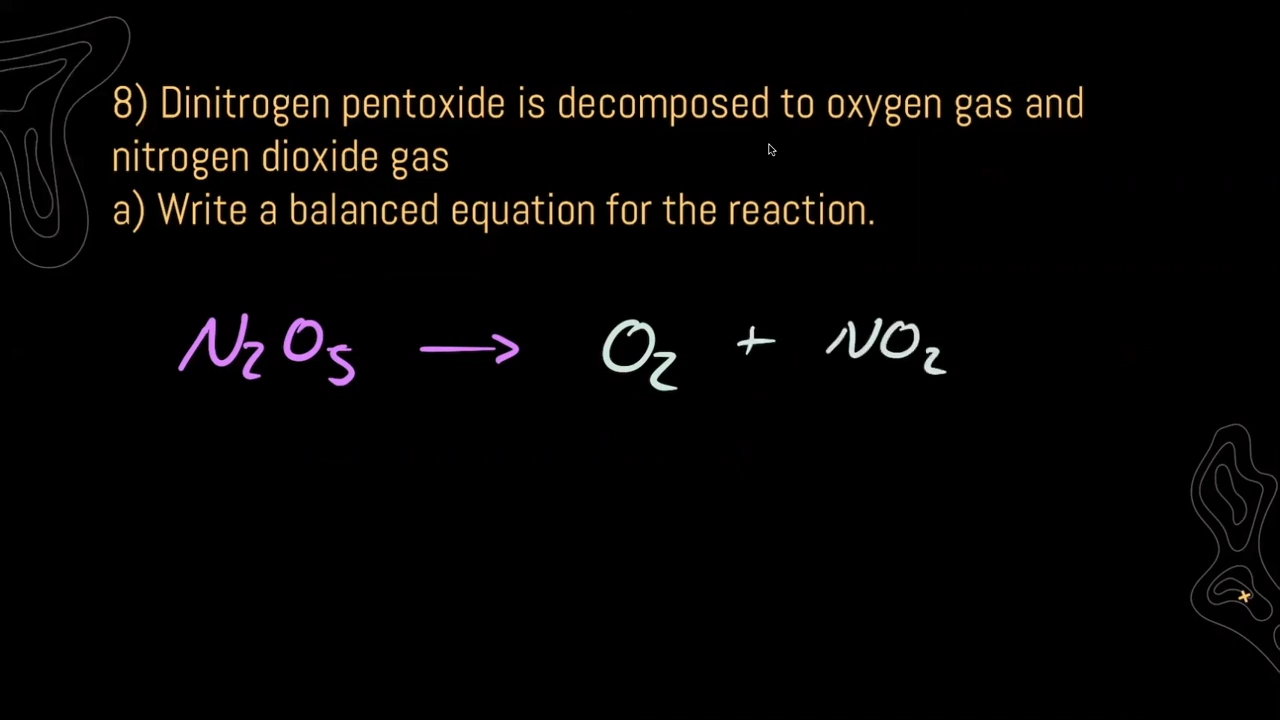 8) Dinitrogen pentoxide is decomposed to oxygen gas and
nitrogen dioxide gas
a) Write a balanced equation for the reaction.
N₂O₅ → O₂ + NO₂